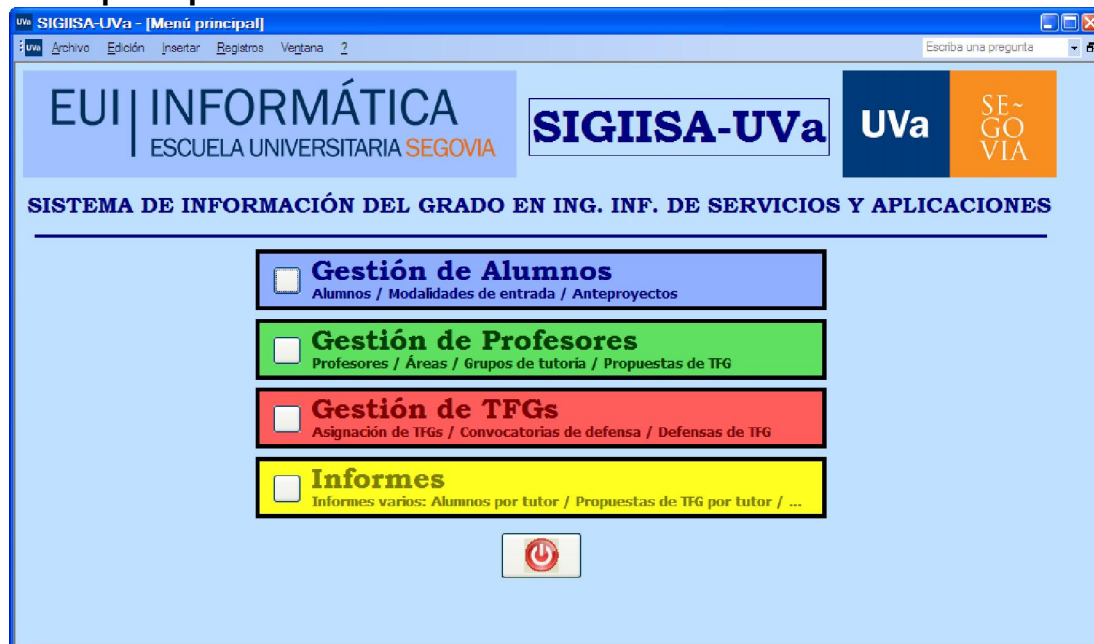 UVa SIGIISA-UVa - [Menú principal]
UVa Archivo Edición Insertar Registros Ventana ? Escriba una pregunta
EUI INFORMÁTICA
ESCUELA UNIVERSITARIA SEGOVIA
SIGIISA-UVa
UVa
SE~
GO
VIA
SISTEMA DE INFORMACIÓN DEL GRADO EN ING. INF. DE SERVICIOS Y APLICACIONES
Gestión de Alumnos
Alumnos / Modalidades de entrada / Anteproyectos
Gestión de Profesores
Profesores / Áreas / Grupos de tutoría / Propuestas de TFG
Gestión de TFGs
Asignación de TFGs / Convocatorias de defensa / Defensas de TFG
Informes
Informes varios: Alumnos por tutor / Propuestas de TFG por tutor / ...